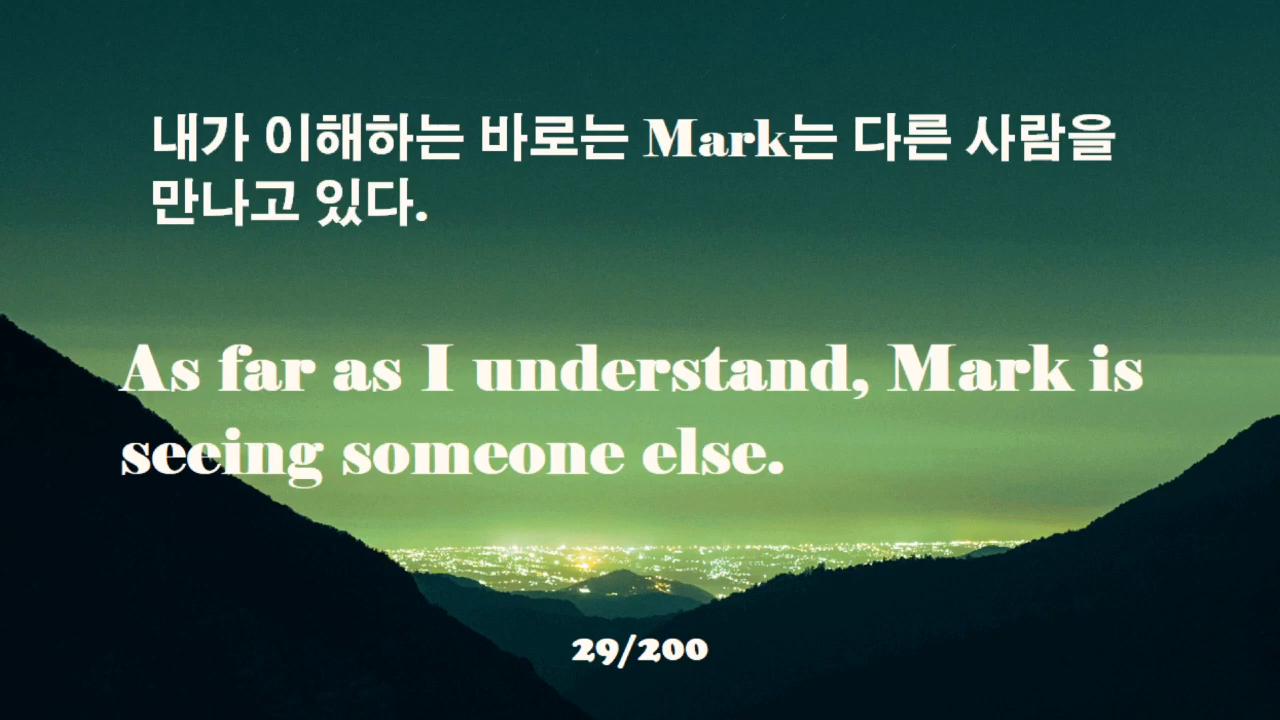 내가 이해하는 바로는 Mark는 다른 사람을
만나고 있다.
As far as I understand, Mark is
seeing someone else.
29/200